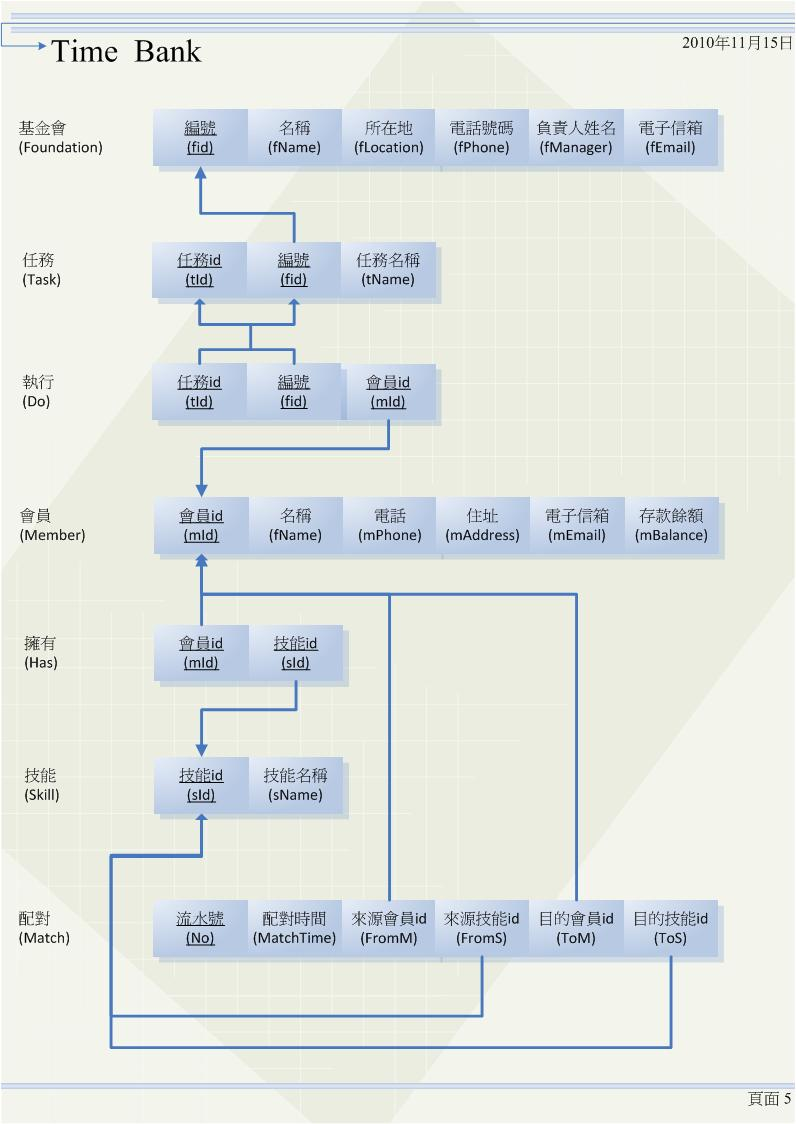 Time Bank
2010年11月15日
基金會
(Foundation)
編號
(fid)
名稱
(fName)
所在地
(fLocation)
電話號碼
(fPhone)
負責人姓名
(fManager)
電子信箱
(fEmail)
任務
(Task)
任務id
(tId)
編號
(fid)
任務名稱
(tName)
執行
(Do)
任務id
(tId)
編號
(fid)
會員id
(mId)
會員
(Member)
會員id
(mId)
名稱
(fName)
電話
(mPhone)
住址
(mAddress)
電子信箱
(mEmail)
存款餘額
(mBalance)
擁有
(Has)
會員id
(mId)
技能id
(sId)
技能
(Skill)
技能id
(sId)
技能名稱
(sName)
配對
(Match)
流水號
(No)
配對時間
(MatchTime)
來源會員id
(FromM)
來源技能id
(FromS)
目的會員id
(ToM)
目的技能id
(ToS)
頁面 5